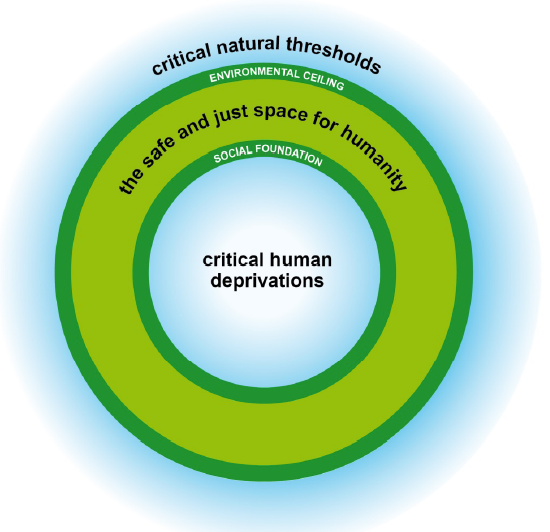 critical natural thresholds
ENVIRONMENTAL CEILING
the safe and just space for humanity
SOCIAL FOUNDATION
critical human
deprivations